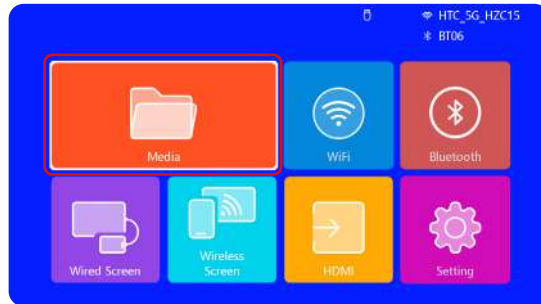 HTC_5G_HZC15
BT06
Media
WiFi
Bluetooth
Wired Screen
Wireless
Screen
HDMI
Setting